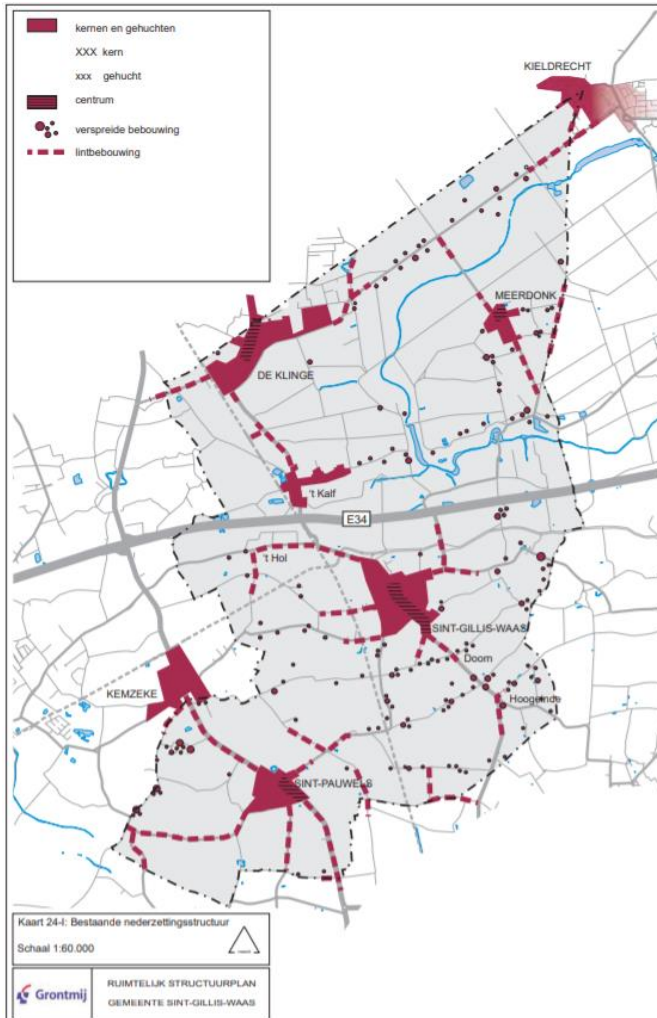 kernen en gehuchten
XXX kern
xxx gehucht
centrum
verspreide bebouwing
lintbebouwing
KIELDRECHT
MEERDONK
DE KLINGE
't Kalf
E34
't Hol
SINT-GILLIS-WAAS
Doorn
KEMZEKE
Hoogeinde
SINT-PAUWELS
Kaart 24-I: Bestaande nederzettingsstructuur
Schaal 1:60.000
Grontmij
RUIMTELIJK STRUCTUURPLAN
GEMEENTE SINT-GILLIS-WAAS